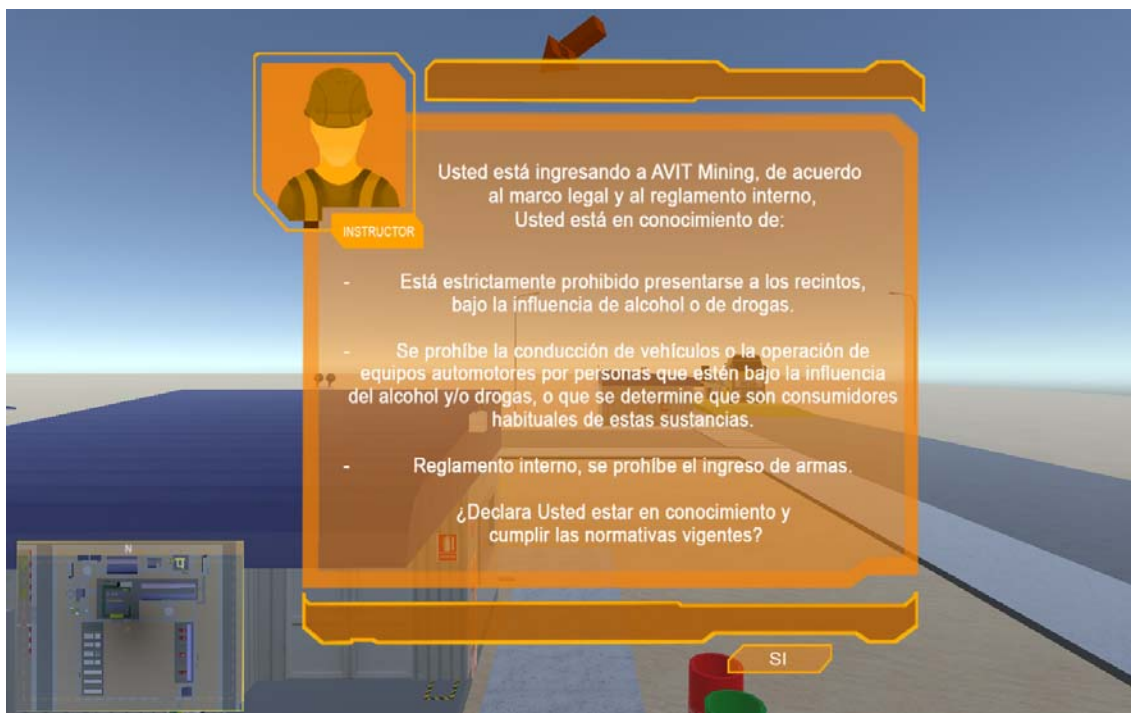 INSTRUCTOR
Usted está ingresando a AVIT Mining, de acuerdo
al marco legal y al reglamento interno,
Usted está en conocimiento de:
- Está estrictamente prohibido presentarse a los recintos,
bajo la influencia de alcohol o de drogas.
- Se prohíbe la conducción de vehículos o la operación de
equipos automotores por personas que estén bajo la influencia
del alcohol y/o drogas, o que se determine que son consumidores
habituales de estas sustancias.
- Reglamento interno, se prohíbe el ingreso de armas.
¿Declara Usted estar en conocimiento y
cumplir las normativas vigentes?
N
SI